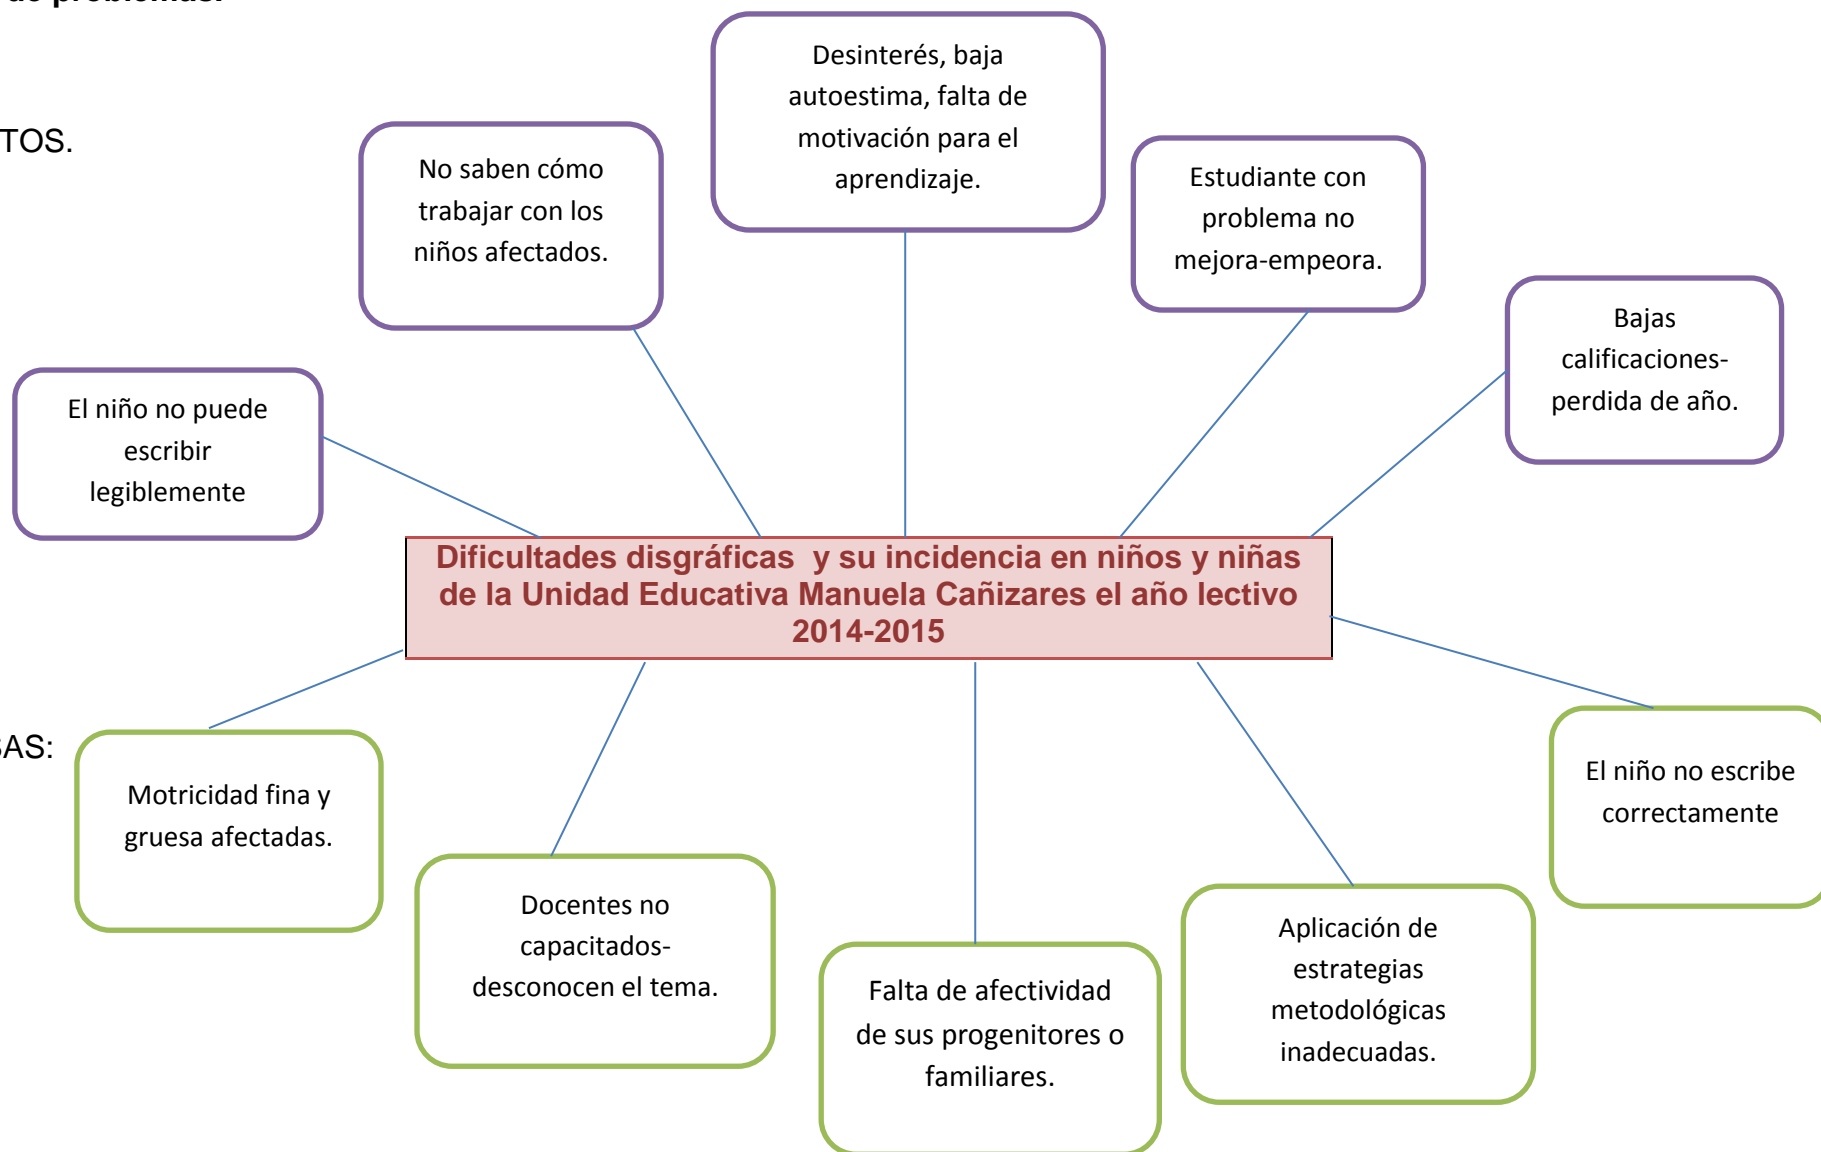 de problemas.
TOS.
Desinterés, baja
autoestima, falta de
motivación para el
aprendizaje.
No saben cómo
trabajar con los
niños afectados.
Estudiante con
problema no
mejora-empeora.
Bajas
calificaciones-
perdida de año.
El niño no puede
escribir
legiblemente
Dificultades disgráficas  y su incidencia en niños y niñas
de la Unidad Educativa Manuela Cañizares el año lectivo
2014-2015
SAS:
Motricidad fina y
gruesa afectadas.
Docentes no
capacitados-
desconocen el tema.
Falta de afectividad
de sus progenitores o
familiares.
Aplicación de
estrategias
metodológicas
inadecuadas.
El niño no escribe
correctamente